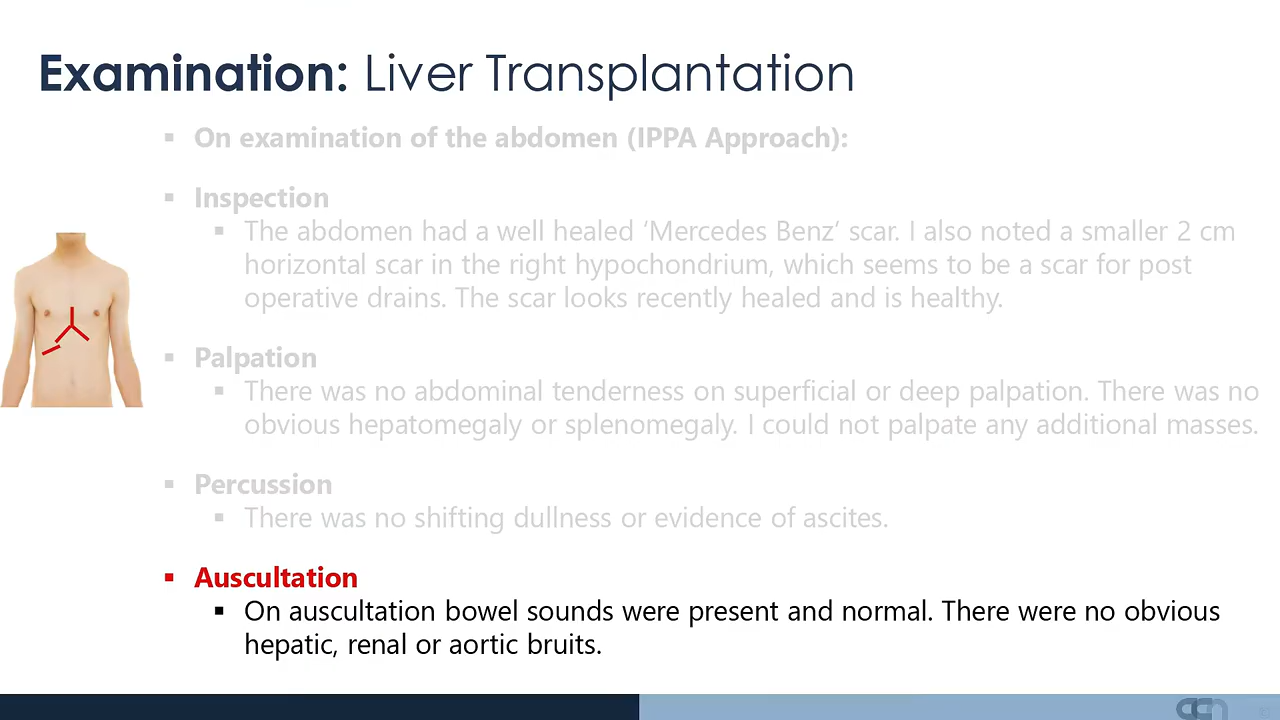 Examination: Liver Transplantation
▪ On examination of the abdomen (IPPA Approach):
▪ Inspection
▪ The abdomen had a well healed ‘Mercedes Benz’ scar. I also noted a smaller 2 cm
horizontal scar in the right hypochondrium, which seems to be a scar for post
operative drains. The scar looks recently healed and is healthy.
▪ Palpation
▪ There was no abdominal tenderness on superficial or deep palpation. There was no
obvious hepatomegaly or splenomegaly. I could not palpate any additional masses.
▪ Percussion
▪ There was no shifting dullness or evidence of ascites.
▪ Auscultation
▪ On auscultation bowel sounds were present and normal. There were no obvious
hepatic, renal or aortic bruits.